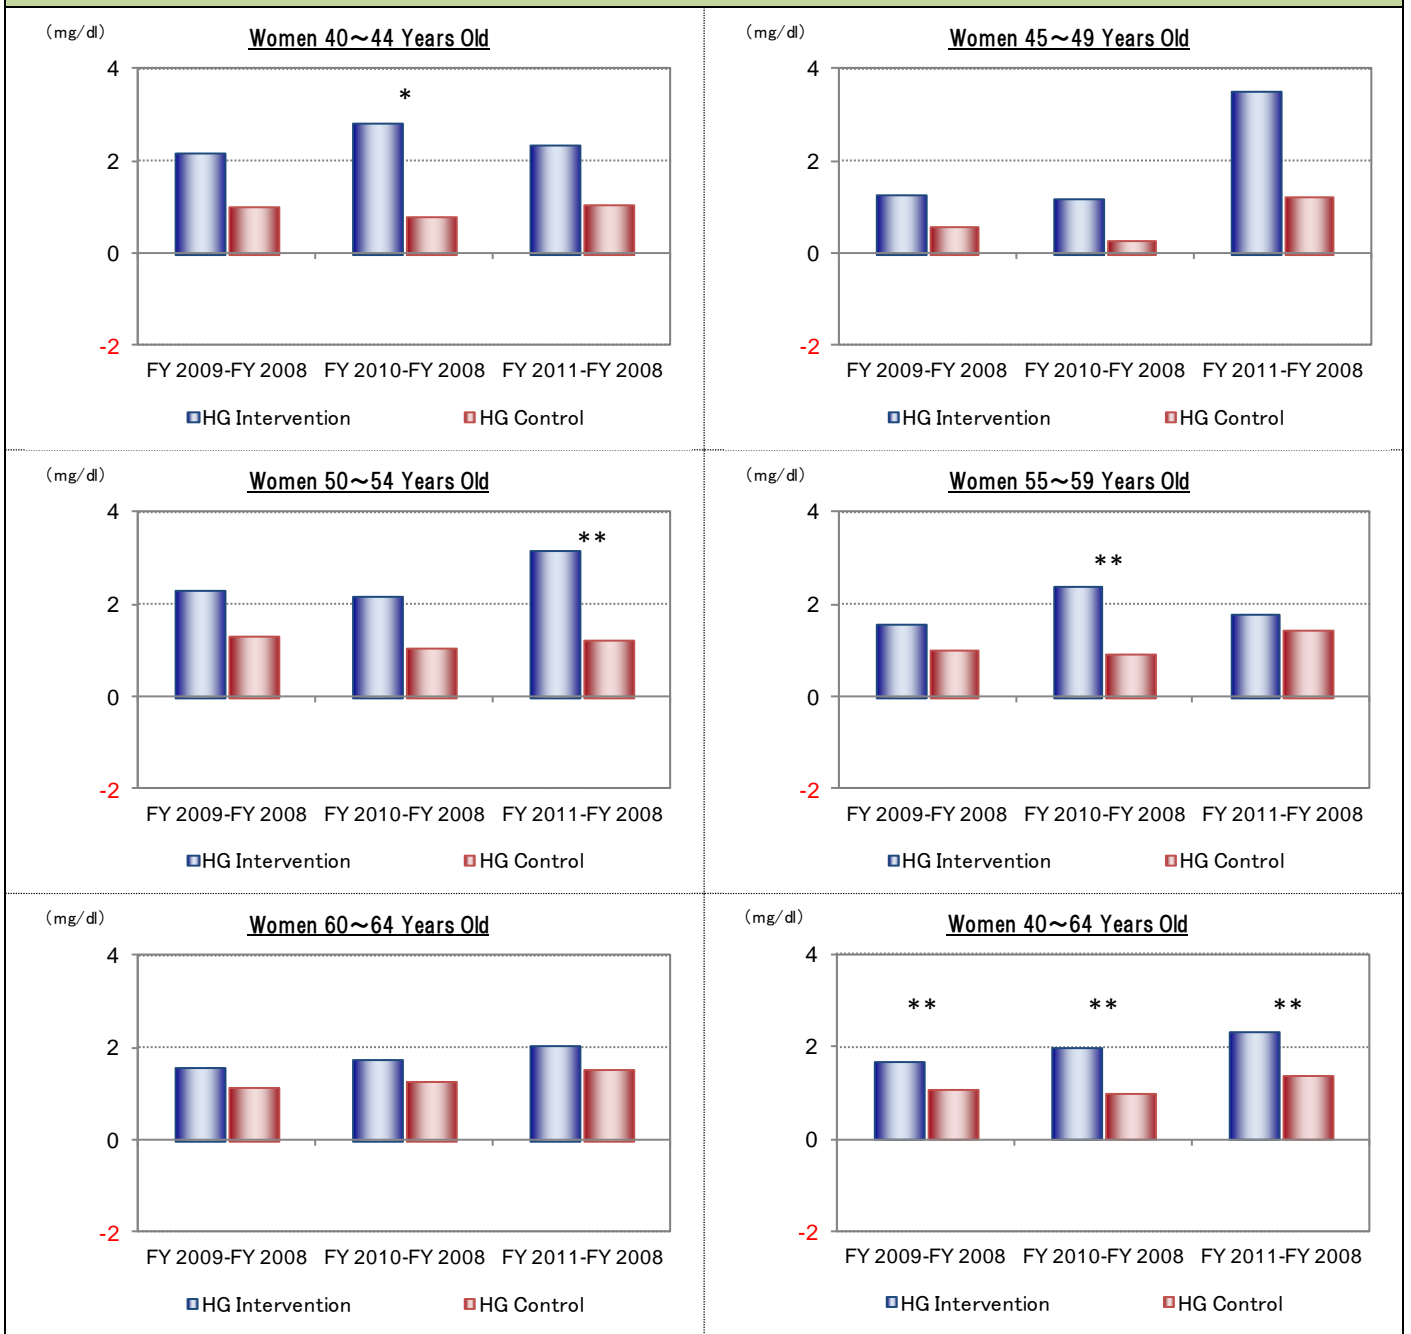 (mg/dl)
Women 40～44 Years Old
4
*
2
0
-2
FY 2009-FY 2008 FY 2010-FY 2008 FY 2011-FY 2008
HG Intervention HG Control
(mg/dl)
Women 45～49 Years Old
4
2
0
-2
FY 2009-FY 2008 FY 2010-FY 2008 FY 2011-FY 2008
HG Intervention HG Control
(mg/dl)
Women 50～54 Years Old
4
**
2
0
-2
FY 2009-FY 2008 FY 2010-FY 2008 FY 2011-FY 2008
HG Intervention HG Control
(mg/dl)
Women 55～59 Years Old
4
**
2
0
-2
FY 2009-FY 2008 FY 2010-FY 2008 FY 2011-FY 2008
HG Intervention HG Control
(mg/dl)
Women 60～64 Years Old
4
2
0
-2
FY 2009-FY 2008 FY 2010-FY 2008 FY 2011-FY 2008
HG Intervention HG Control
(mg/dl)
Women 40～64 Years Old
4
** ** **
2
0
-2
FY 2009-FY 2008 FY 2010-FY 2008 FY 2011-FY 2008
HG Intervention HG Control